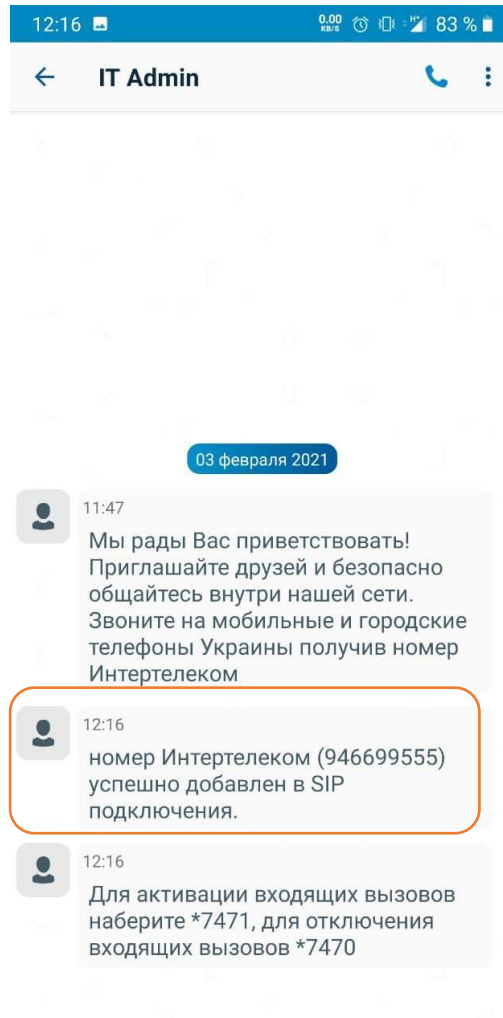 12:16 0.00 KB/S H+ 83 %
IT Admin
03 февраля 2021
11:47
Мы рады Вас приветствовать!
Приглашайте друзей и безопасно
общайтесь внутри нашей сети.
Звоните на мобильные и городские
телефоны Украины получив номер
Интертелеком
12:16
номер Интертелеком (946699555)
успешно добавлен в SIP
подключения.
12:16
Для активации входящих вызовов
наберите *7471, для отключения
входящих вызовов *7470